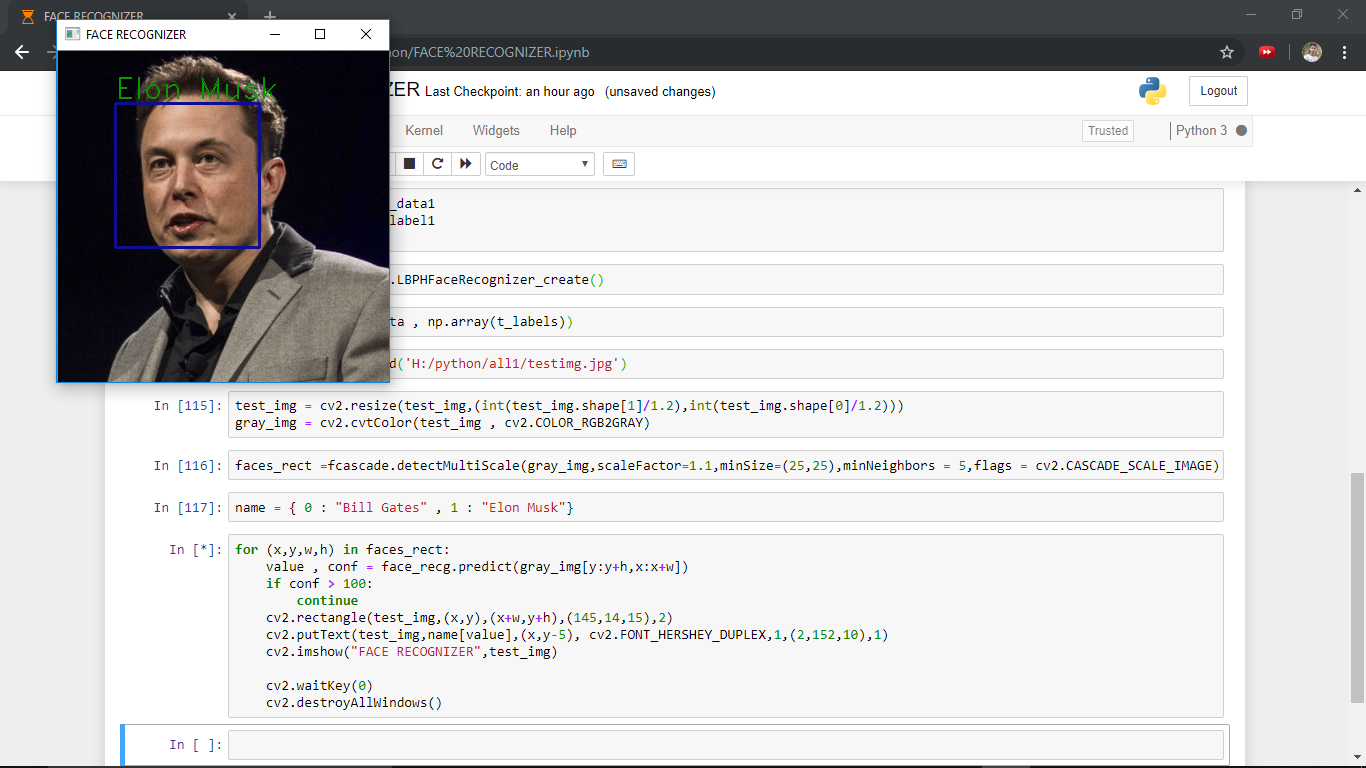 FACE RECOGNIZER
FACE RECOGNIZER
on/FACE%20RECOGNIZER.ipynb
Elon Musk
ZER Last Checkpoint: an hour ago (unsaved changes)
Logout
Kernel Widgets Help
Trusted
Python 3
Code
_data1
label1
.LBPHFaceRecognizer_create()
ta , np.array(t_labels))
d('H:/python/all1/testimg.jpg')
In [115]: test_img = cv2.resize(test_img,(int(test_img.shape[1]/1.2),int(test_img.shape[0]/1.2)))
gray_img = cv2.cvtColor(test_img , cv2.COLOR_RGB2GRAY)
In [116]: faces_rect =fcascade.detectMultiScale(gray_img,scaleFactor=1.1,minSize=(25,25),minNeighbors = 5,flags = cv2.CASCADE_SCALE_IMAGE)
In [117]: name = { 0 : "Bill Gates" , 1 : "Elon Musk"}
In [*]: for (x,y,w,h) in faces_rect:
value , conf = face_recg.predict(gray_img[y:y+h,x:x+w])
if conf > 100:
continue
cv2.rectangle(test_img,(x,y),(x+w,y+h),(145,14,15),2)
cv2.putText(test_img,name[value],(x,y-5), cv2.FONT_HERSHEY_DUPLEX,1,(2,152,10),1)
cv2.imshow("FACE RECOGNIZER",test_img)
cv2.waitKey(0)
cv2.destroyAllWindows()
In [ ]: